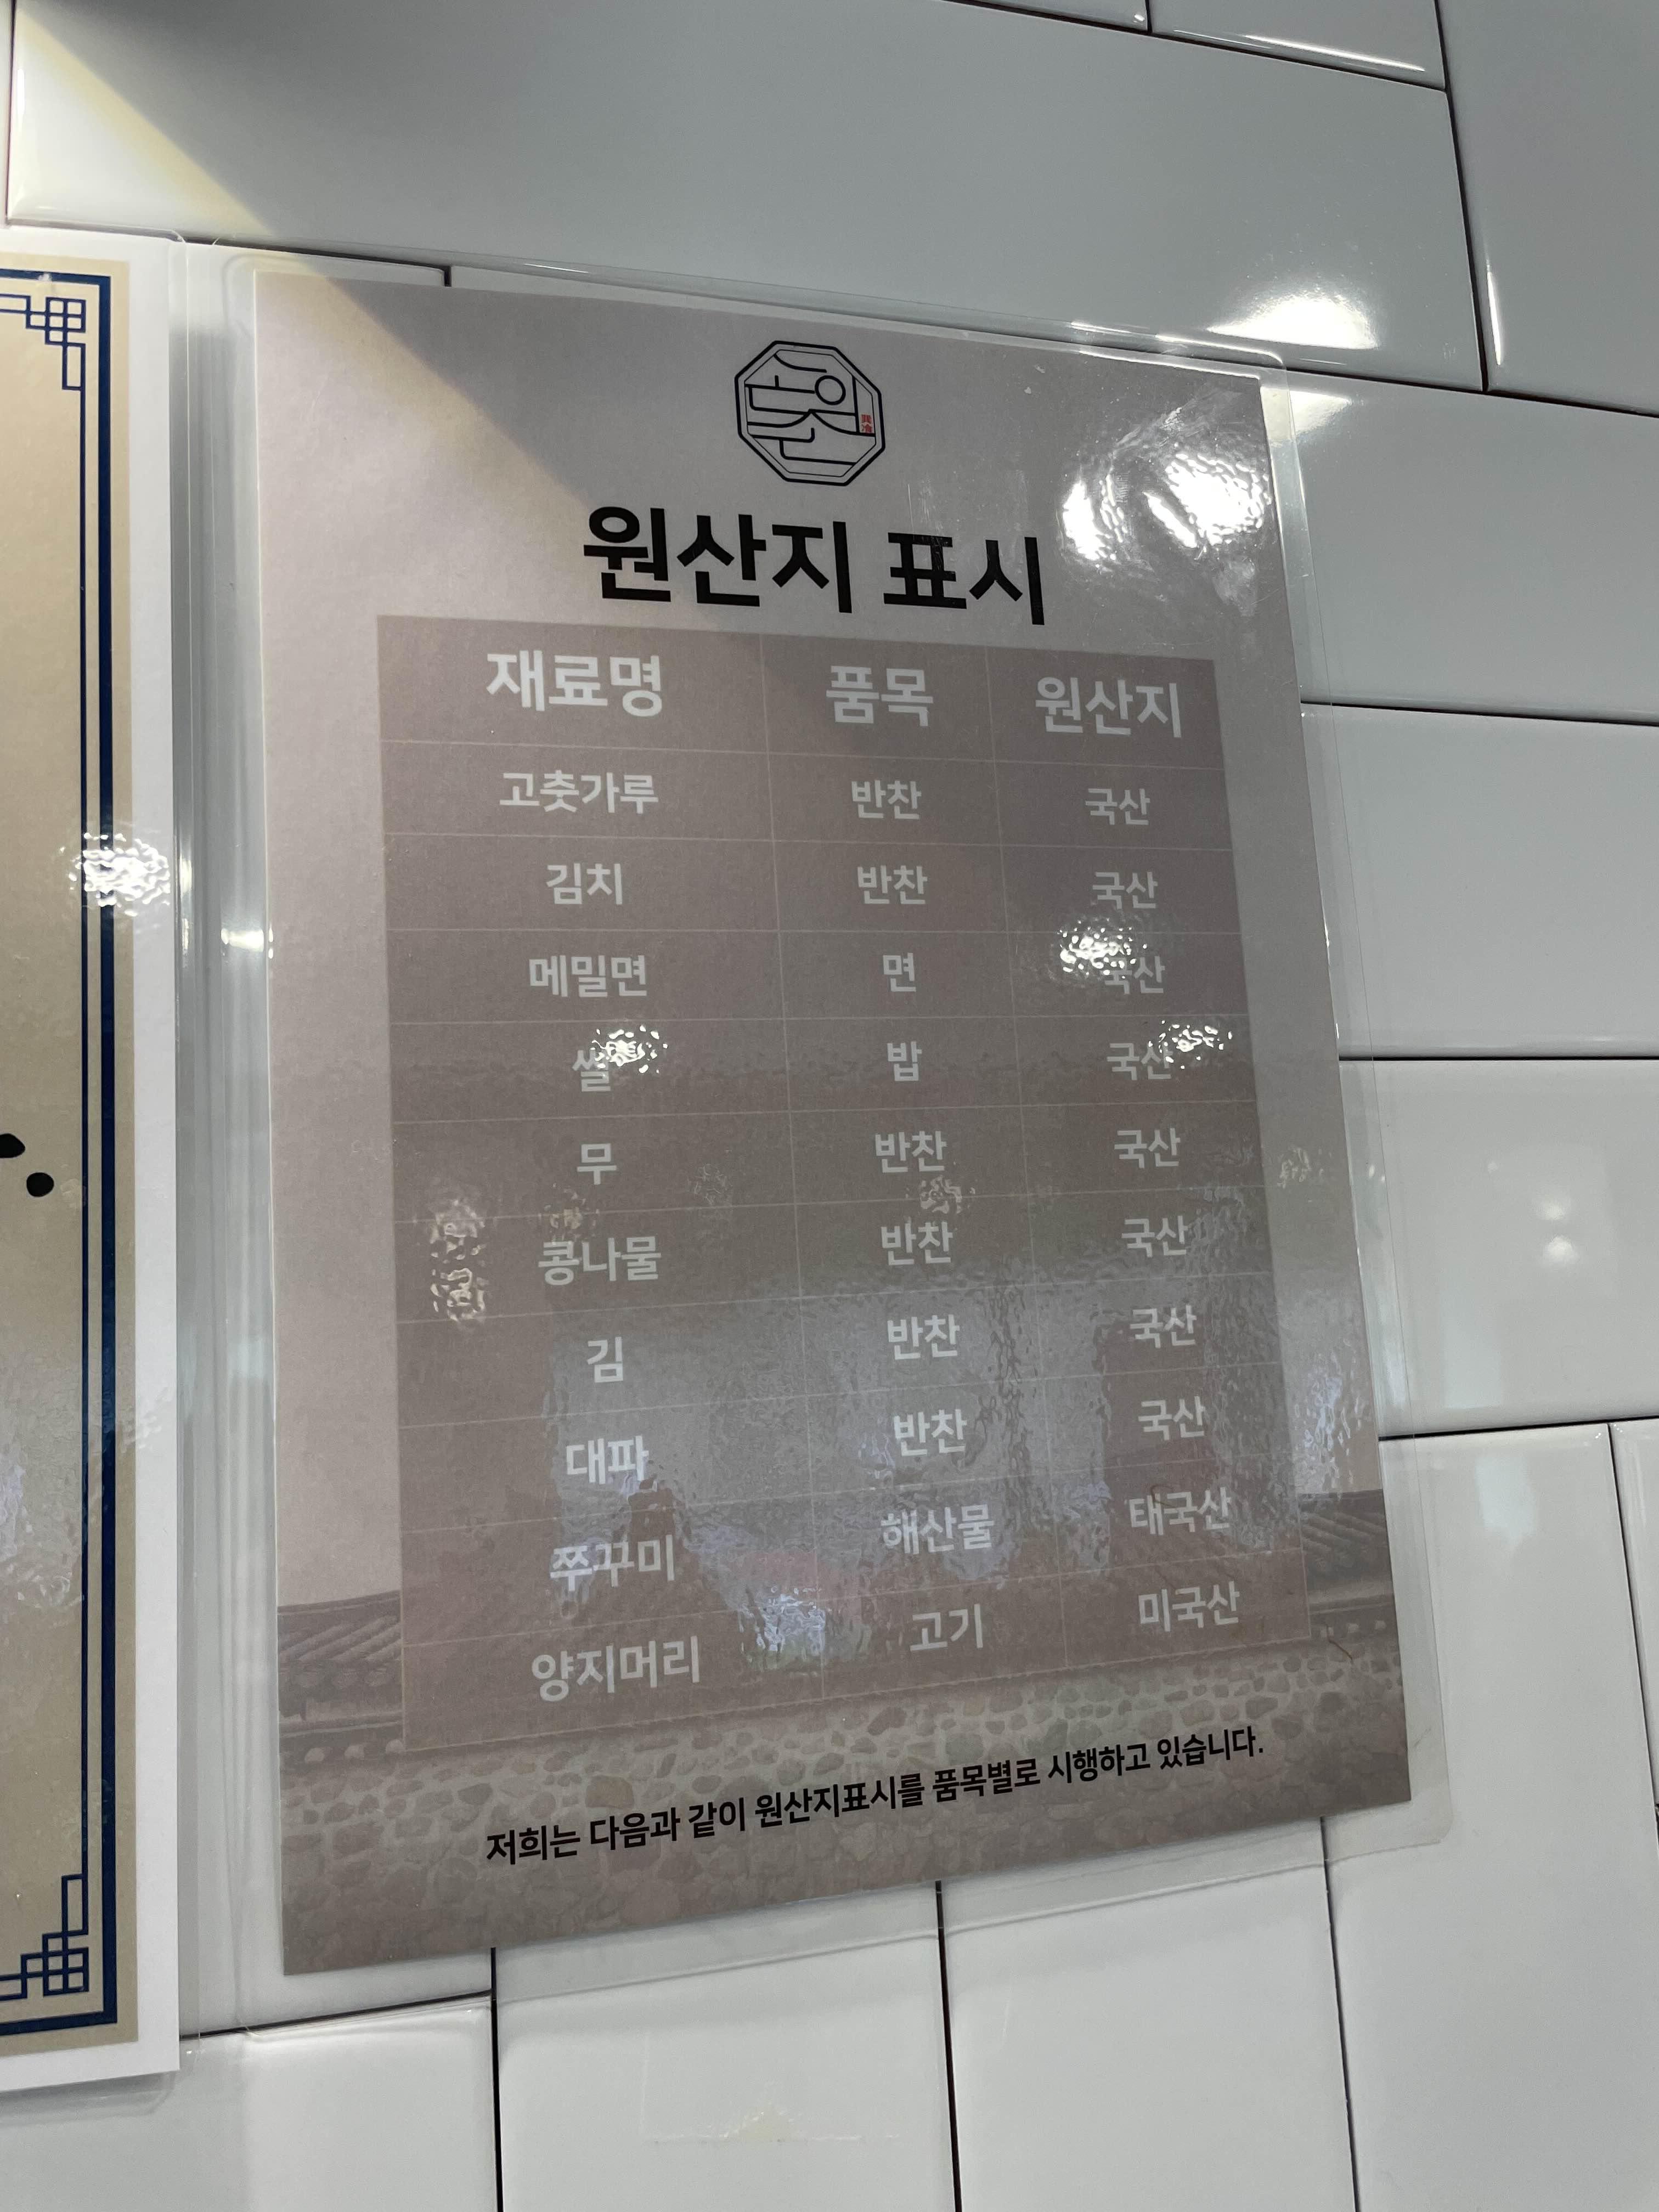 원산지 표시
재료명 품목 원산지
고춧가루 반찬 국산
김치 반찬 국산
메밀면 면 국산
쌀 밥 국산
무 반찬 국산
콩나물 반찬 국산
김 반찬 국산
대파 반찬 국산
쭈꾸미 해산물 태국산
양지머리 고기 미국산
저희는 다음과 같이 원산지표시를 품목별로 시행하고 있습니다.